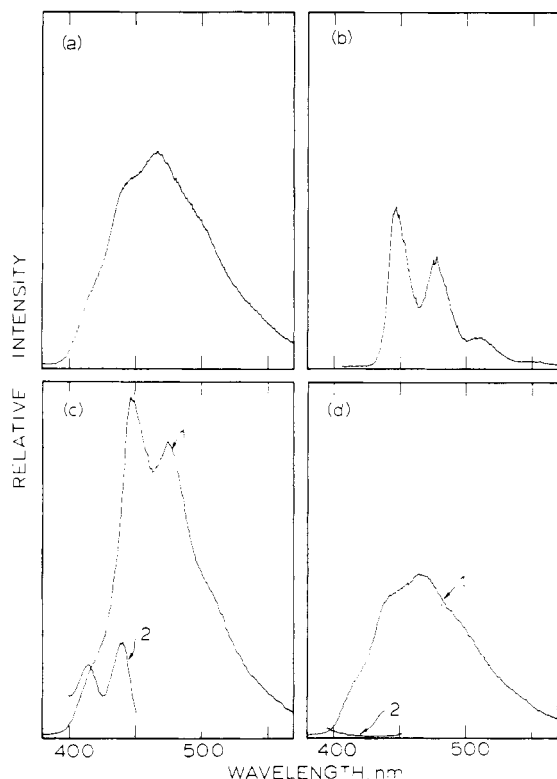 (a)
(b)
RELATIVE INTENSITY
(c)
1
2
(d)
1
2
400 500 400 500
WAVELENGTH, nm